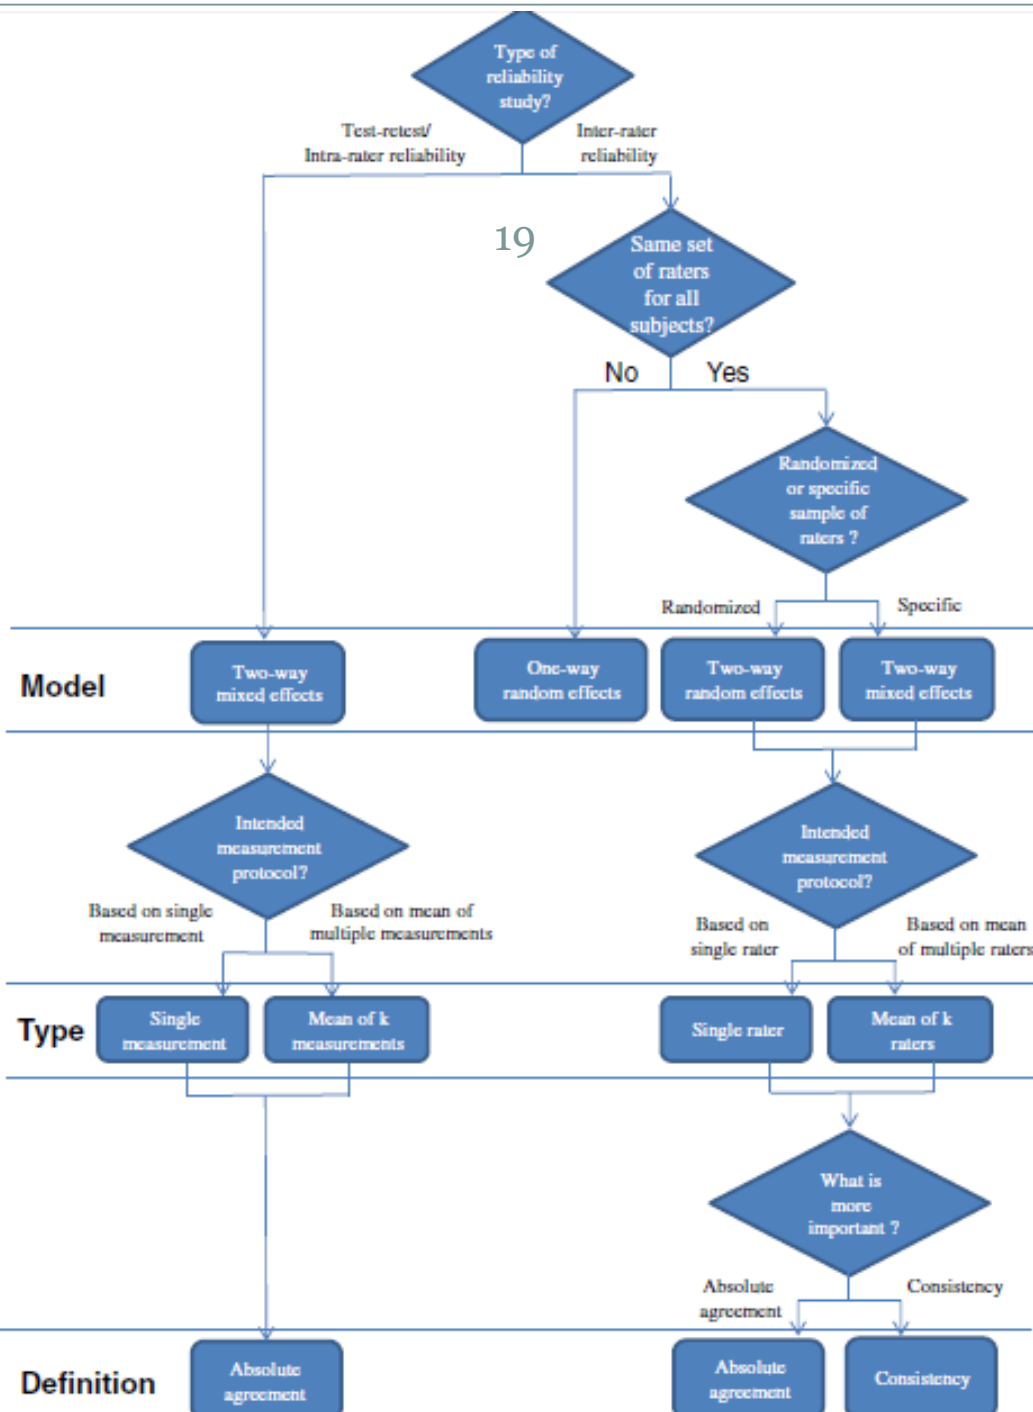 Type of
reliability
study?
Test-retest/
Intra-rater reliability
Inter-rater
reliability
19
Same set
of raters
for all
subjects?
No
Yes
Randomized
or specific
sample of
raters ?
Randomized
Specific
Model
Two-way
mixed effects
One-way
random effects
Two-way
random effects
Two-way
mixed effects
Intended
measurement
protocol?
Intended
measurement
protocol?
Based on single
measurement
Based on mean of
multiple measurements
Based on
single rater
Based on mean
of multiple raters
Type
Single
measurement
Mean of k
measurements
Single rater
Mean of k
raters
What is
more
important ?
Absolute
agreement
Consistency
Definition
Absolute
agreement
Absolute
agreement
Consistency